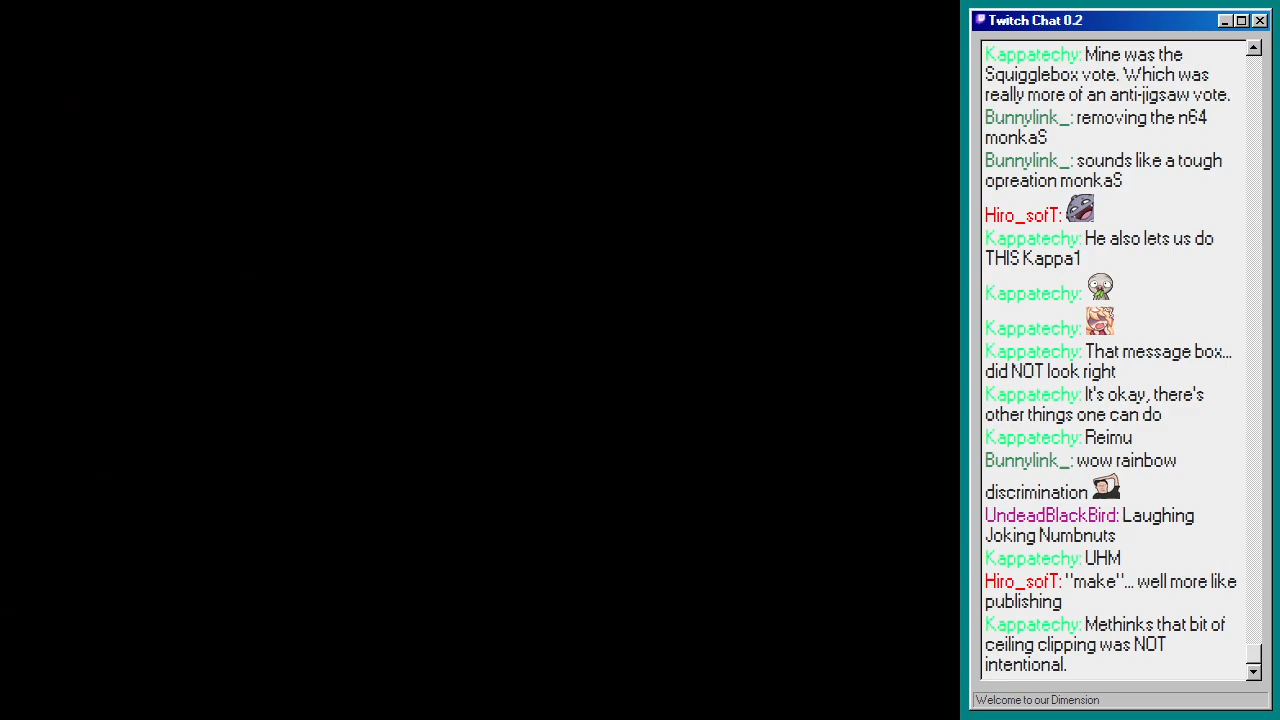 Twitch Chat 0.2
Kappatechy: Mine was the
Squigglebox vote. Which was
really more of an anti-jigsaw vote.
Bunnylink_: removing the n64
monkaS
Bunnylink_: sounds like a tough
opreation monkaS
Hiro_sofT:
Kappatechy: He also lets us do
THIS Kappa1
Kappatechy:
Kappatechy:
Kappatechy: That message box...
did NOT look right
Kappatechy: It's okay, there's
other things one can do
Kappatechy: Reimu
Bunnylink_: wow rainbow
discrimination
UndeadBlackBird: Laughing
Joking Numbnuts
Kappatechy: UHM
Hiro_sofT: "make"... well more like
publishing
Kappatechy: Methinks that bit of
ceiling clipping was NOT
intentional.
Welcome to our Dimension